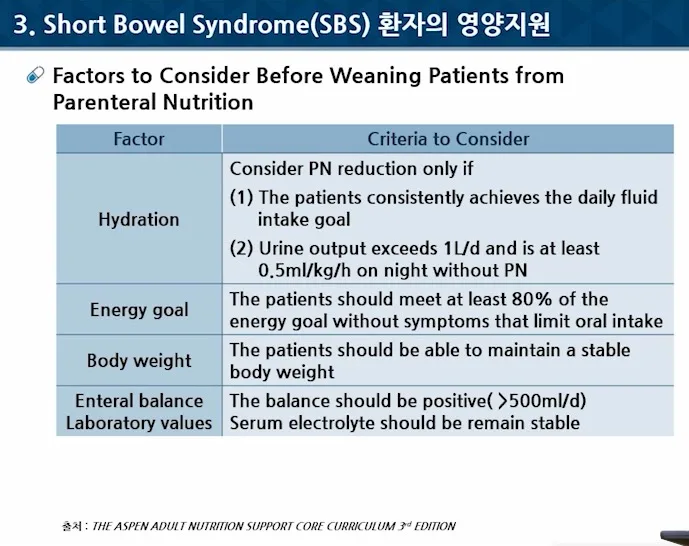 3. Short Bowel Syndrome(SBS) 환자의 영양지원
Factors to Consider Before Weaning Patients from
Parenteral Nutrition
Factor
Criteria to Consider
Hydration
Consider PN reduction only if
(1) The patients consistently achieves the daily fluid
intake goal
(2) Urine output exceeds 1L/d and is at least
0.5ml/kg/h on night without PN
Energy goal
The patients should meet at least 80% of the
energy goal without symptoms that limit oral intake
Body weight
The patients should be able to maintain a stable
body weight
Enteral balance
The balance should be positive( >500ml/d)
Laboratory values
Serum electrolyte should be remain stable
출처 : THE ASPEN ADULT NUTRITION SUPPORT CORE CURRICULUM 3rd EDITION